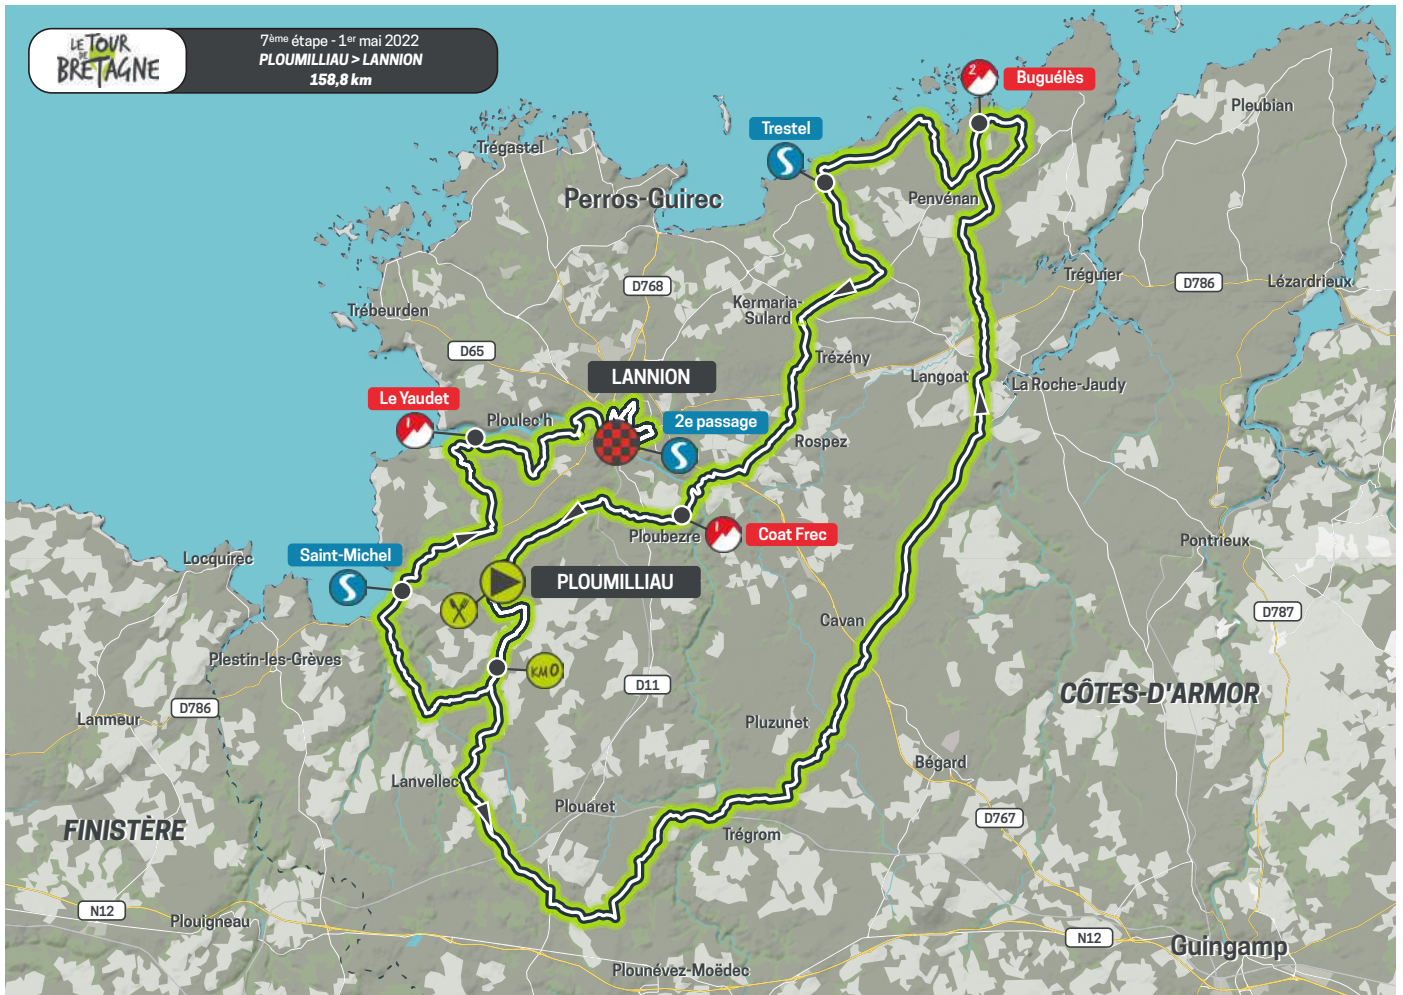 LE TOUR
DE
BRETAGNE
7ème étape - 1er mai 2022
PLOUMILLIAU > LANNION
158,8 km
2
Buguélès
Pleubian
Trestel
S
Trégastel
Perros-Guirec
Penvénan
Tréguier
D786
Lézardrieux
D768
Kermaria-
Sulard
Trébeurden
D65
Trézény
LANNION
Langoat
La Roche-Jaudy
Le Yaudet
1
Ploulec'h
2e passage
S
Rospez
Ploubezre
1
Coat Frec
Pontrieux
Locquirec
Saint-Michel
S
PLOUMILLIAU
D787
Cavan
Plestin-les-Grèves
KM0
D11
CÔTES-D'ARMOR
D786
Lanmeur
Pluzunet
Bégard
Lanvellec
Plouaret
D767
FINISTÈRE
Trégrom
N12
Plouigneau
N12
Guingamp
Plounévez-Moëdec